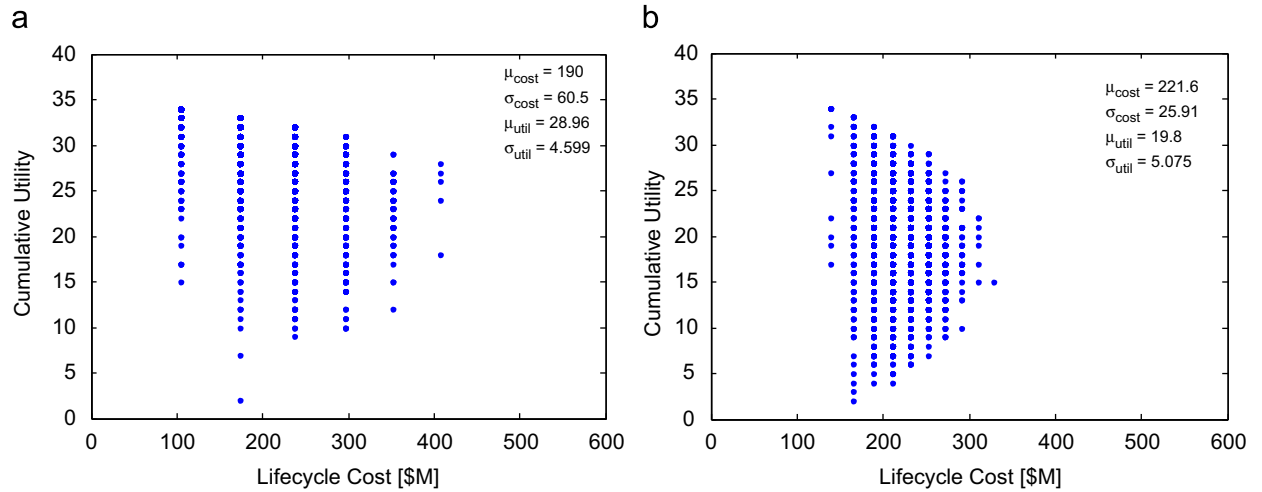 a
40
35
30
25
20
15
10
5
0
Cumulative Utility
μcost = 190
σcost = 60.5
μutil = 28.96
σutil = 4.599
0 100 200 300 400 500 600
Lifecycle Cost [$M]
b
40
35
30
25
20
15
10
5
0
Cumulative Utility
μcost = 221.6
σcost = 25.91
μutil = 19.8
σutil = 5.075
0 100 200 300 400 500 600
Lifecycle Cost [$M]